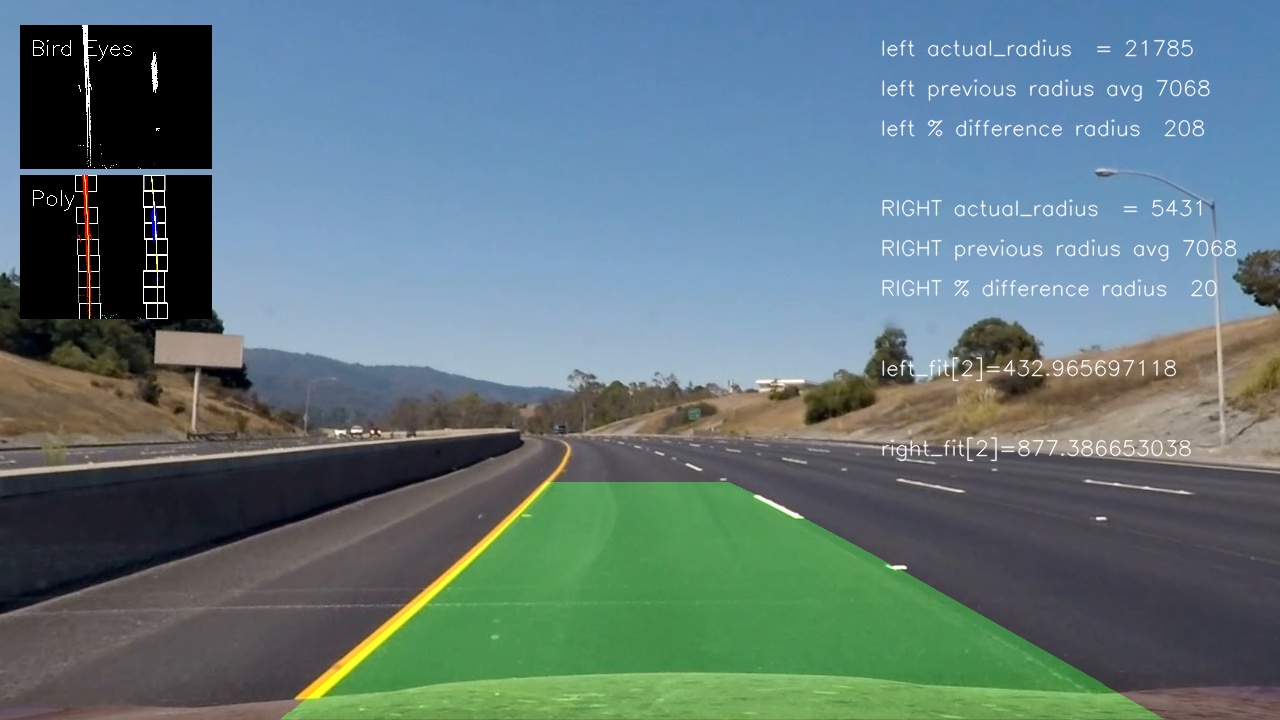 Bird Eyes
Poly
left actual_radius = 21785
left previous radius avg 7068
left % difference radius 208
RIGHT actual_radius = 5431
RIGHT previous radius avg 7068
RIGHT % difference radius 20
left_fit[2]=432.965697118
right_fit[2]=877.386653038